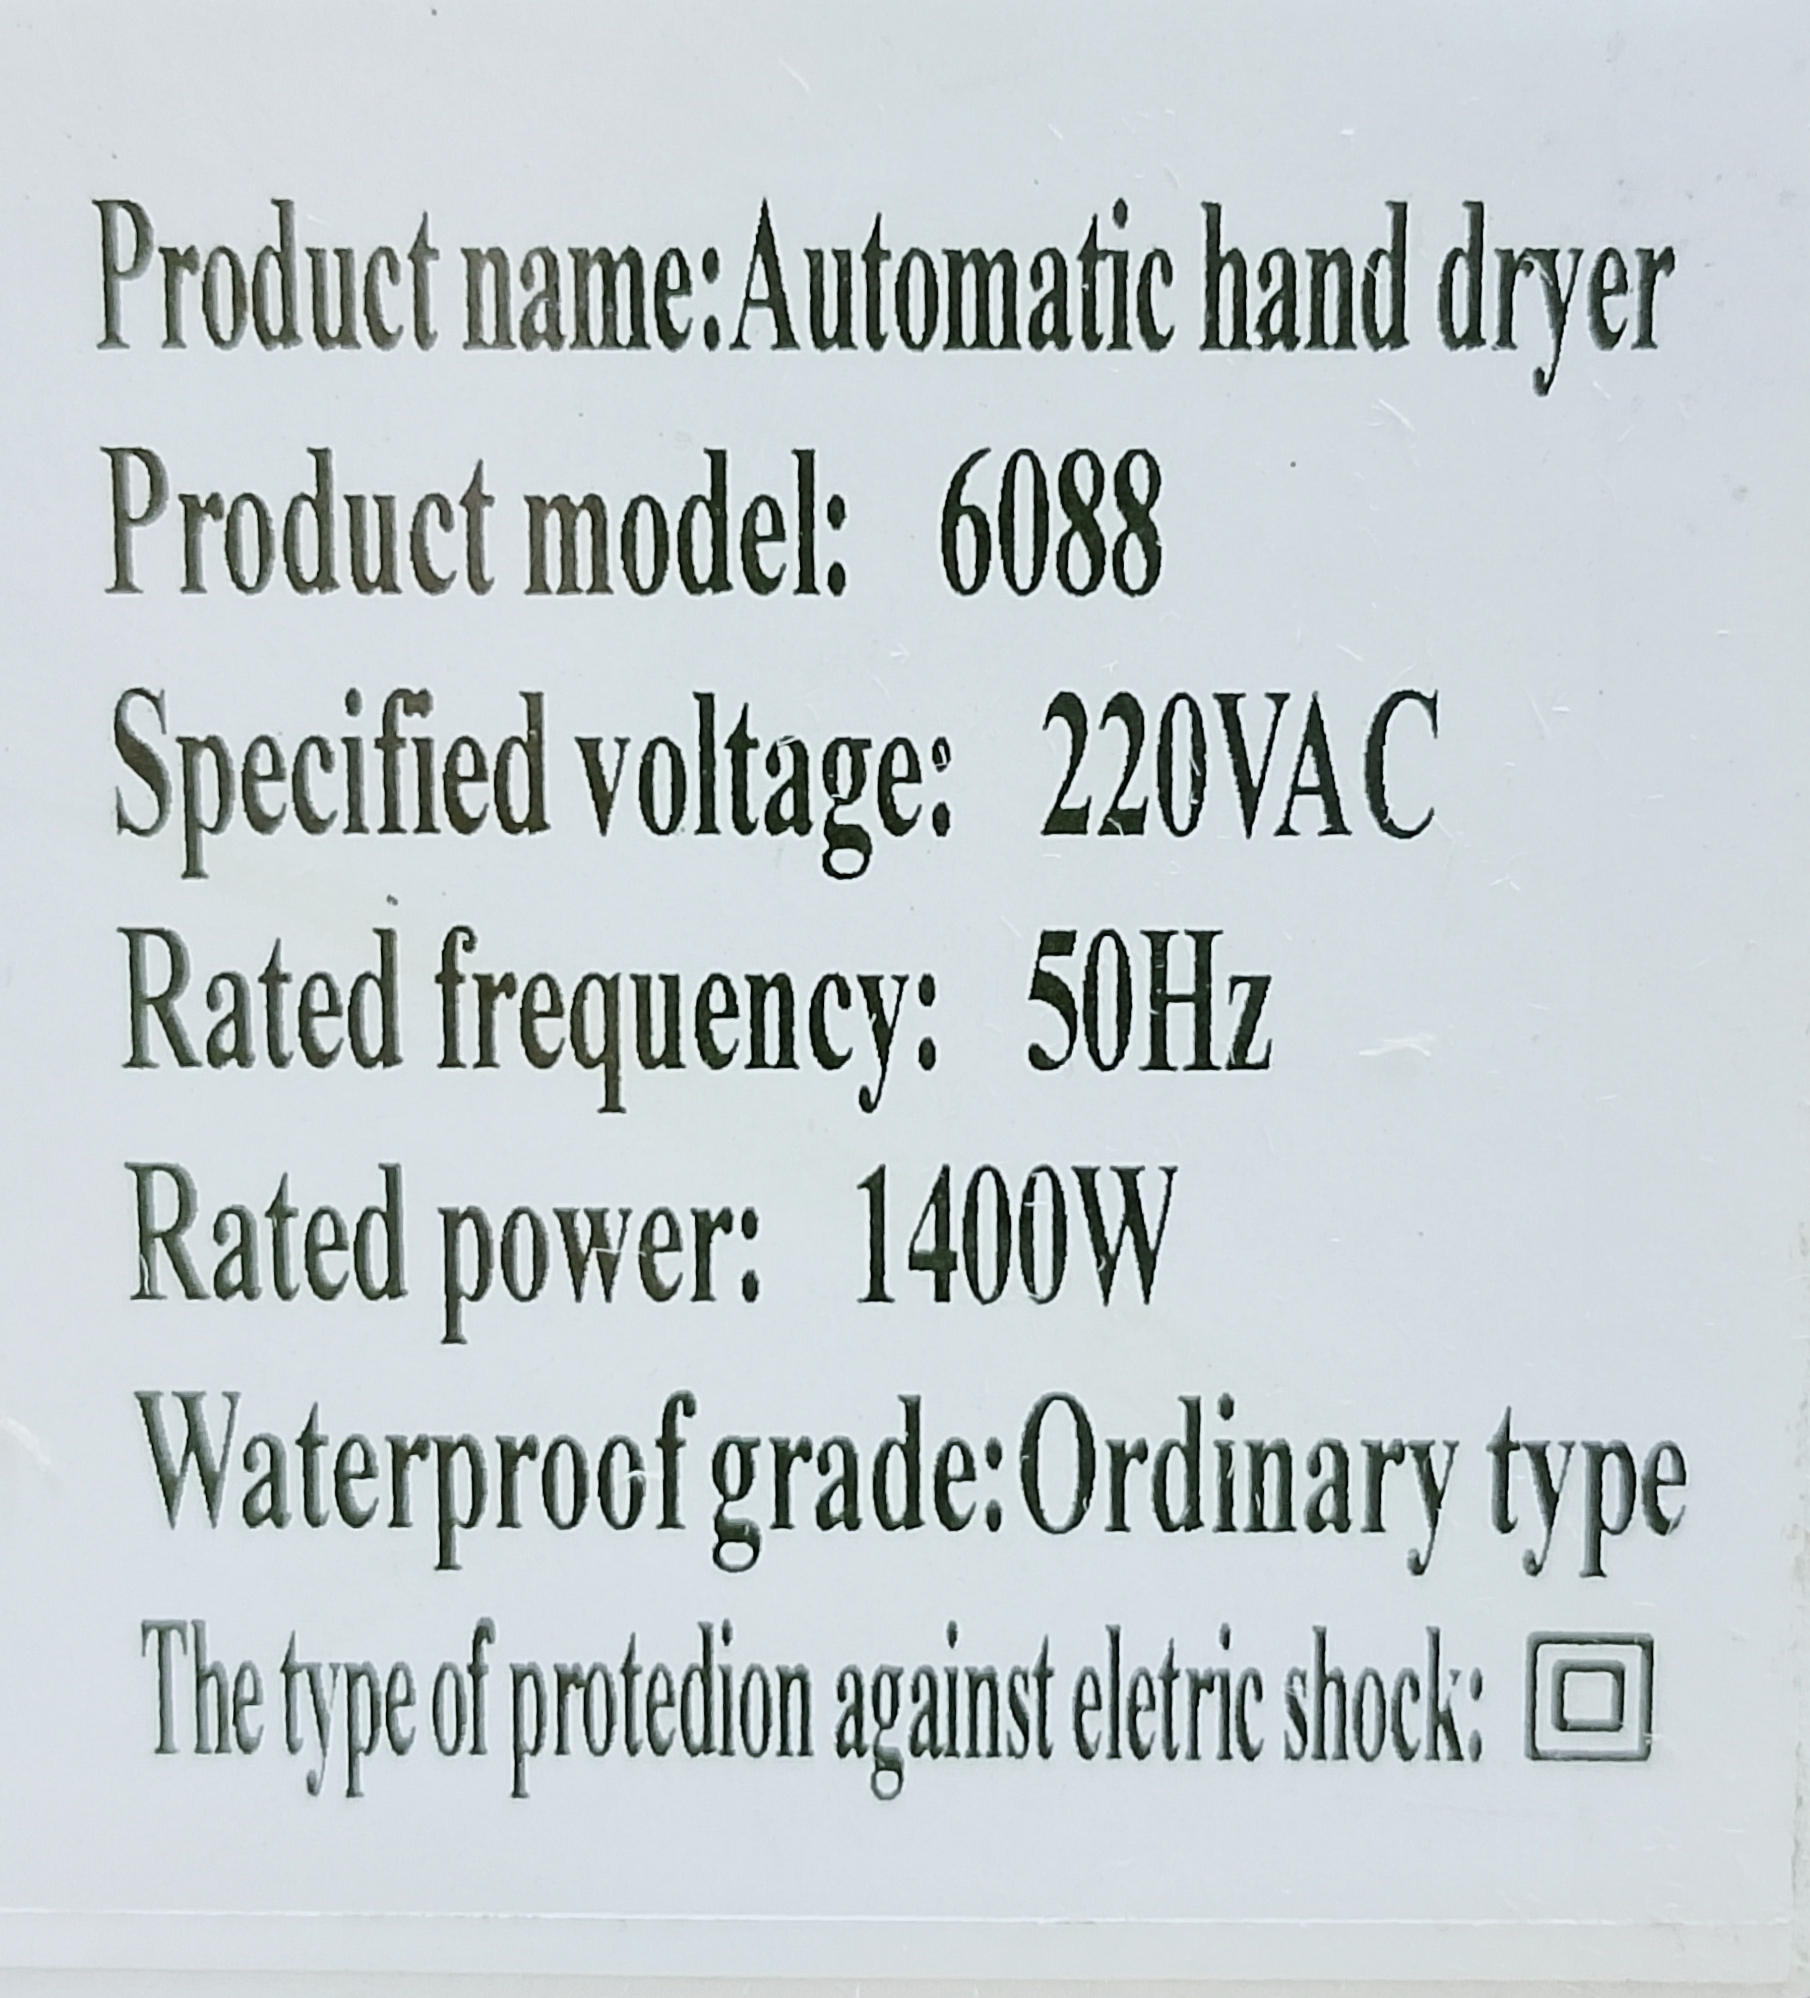 Product name:Automatic hand dryer
Product model: 6088
Specified voltage: 220VAC
Rated frequency: 50Hz
Rated power: 1400W
Waterproof grade:Ordinary type
The type of protedion against eletric shock: